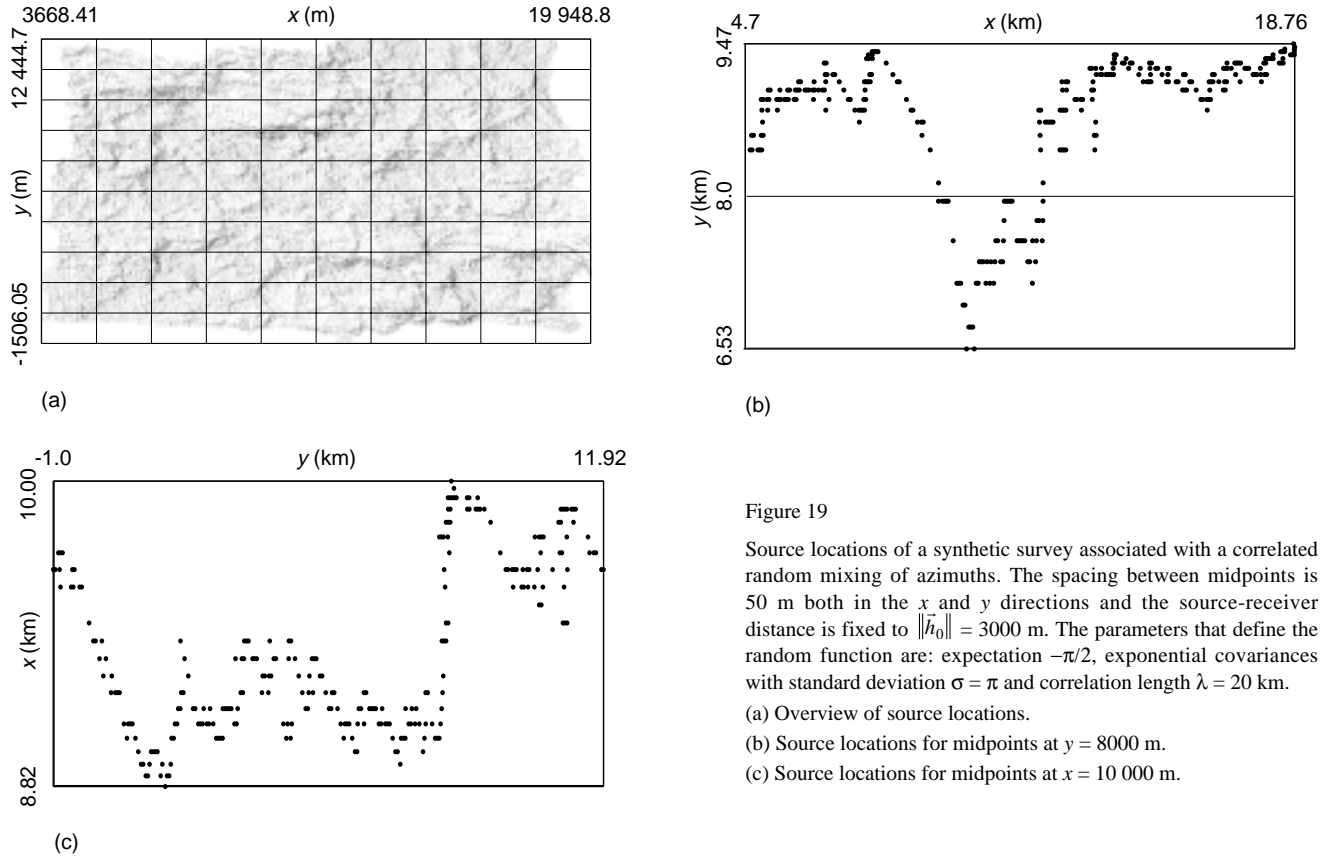 3668.41 x (m) 19 948.8
12 444.7
y (m)
-1506.05
(a)
4.7 x (km) 18.76
9.47
8.0
y (km)
6.53
(b)
-1.0 y (km) 11.92
10.00
x (km)
8.82
(c)
Figure 19
Source locations of a synthetic survey associated with a correlated
random mixing of azimuths. The spacing between midpoints is
50 m both in the x and y directions and the source-receiver
distance is fixed to ‖h⃗₀‖ = 3000 m. The parameters that define the
random function are: expectation −π/2, exponential covariances
with standard deviation σ = π and correlation length λ = 20 km.
(a) Overview of source locations.
(b) Source locations for midpoints at y = 8000 m.
(c) Source locations for midpoints at x = 10 000 m.